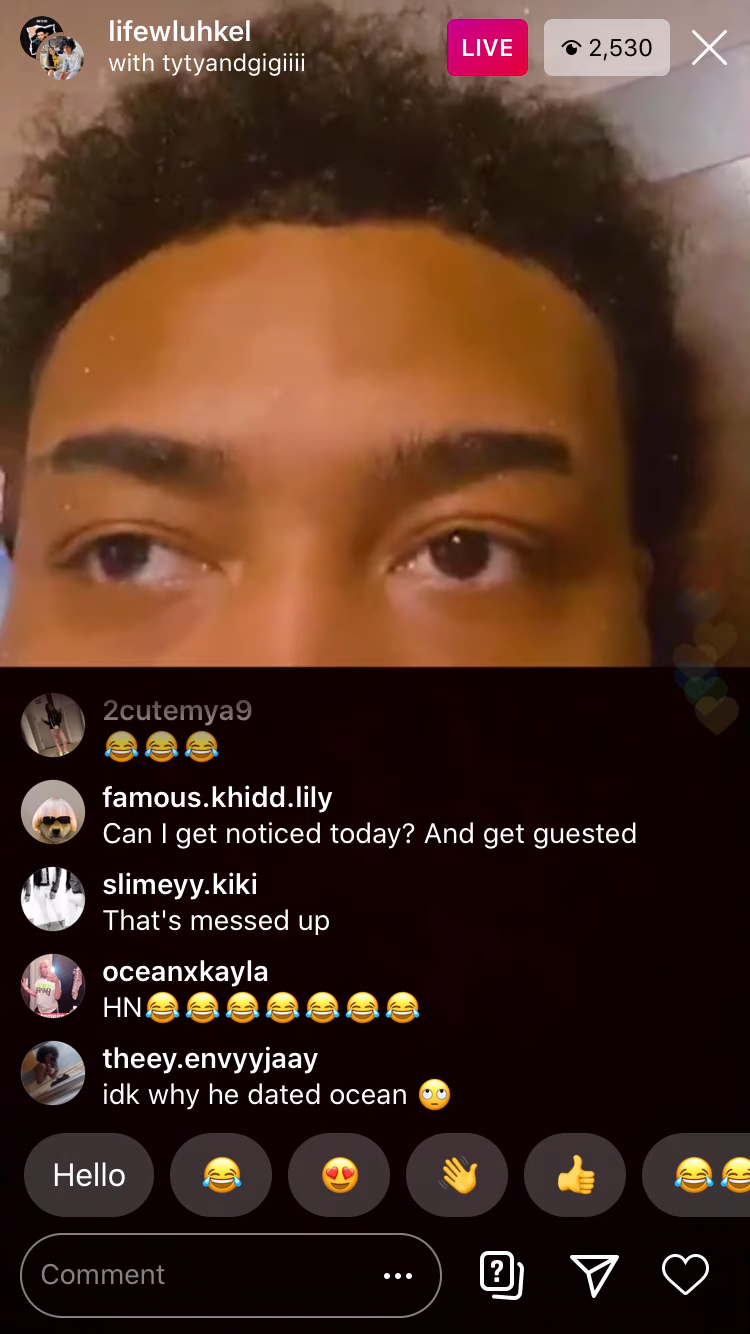 lifewluhkel
with tytyandgigiiii
LIVE
2,530
2cutemya9
😂😂😂
famous.khidd.lily
Can I get noticed today? And get guested
slimeyy.kiki
That's messed up
oceanxkayla
HN😂😂😂😂😂😂😂
theey.envyyjaay
idk why he dated ocean 🙄
Hello 😂 😍 👋 👍 😂😂
Comment